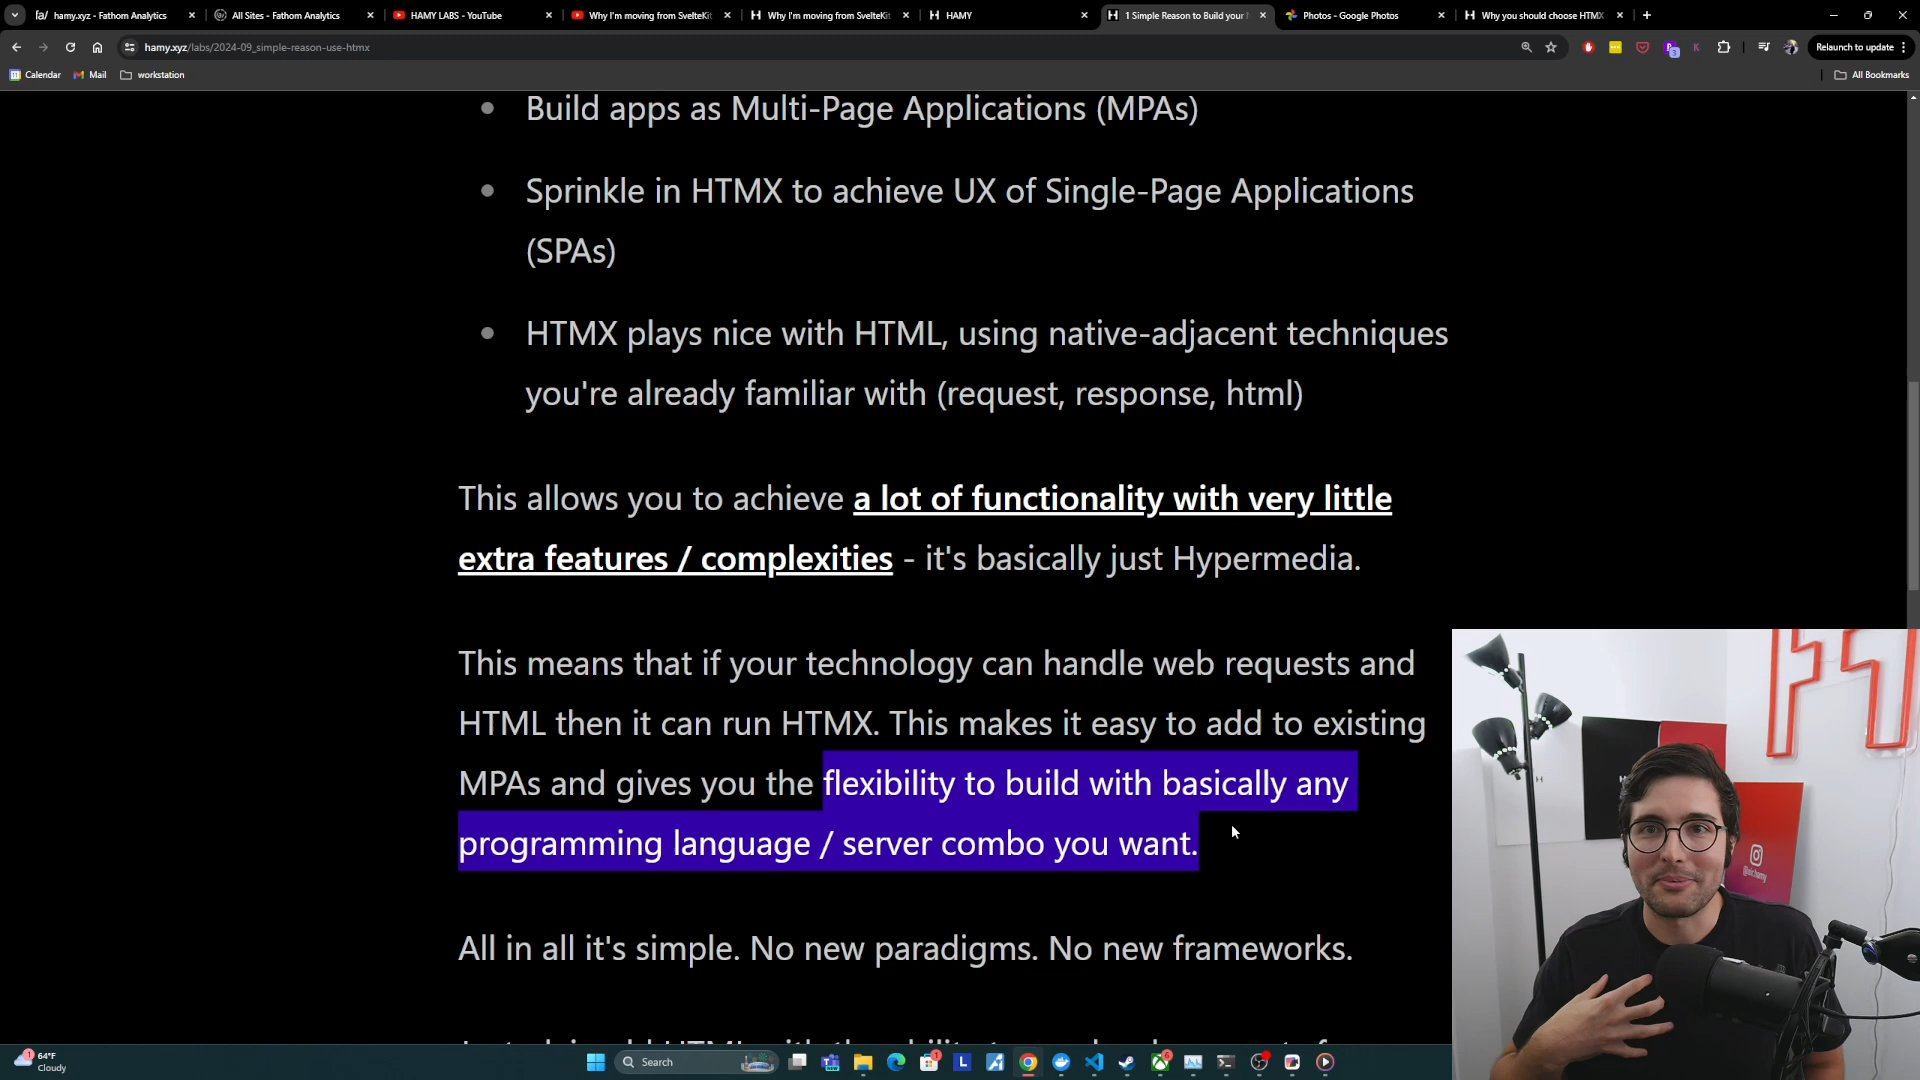 hamy.xyz - Fathom Analytics
All Sites - Fathom Analytics
HAMY LABS - YouTube
Why I'm moving from SvelteKit
Why I'm moving from SvelteKit
HAMY
1 Simple Reason to Build your
Photos - Google Photos
Why you should choose HTMX
hamy.xyz/labs/2024-09_simple-reason-use-htmx
Relaunch to update
Calendar
Mail
workstation
All Bookmarks
Build apps as Multi-Page Applications (MPAs)
Sprinkle in HTMX to achieve UX of Single-Page Applications
(SPAs)
HTMX plays nice with HTML, using native-adjacent techniques
you're already familiar with (request, response, html)
This allows you to achieve a lot of functionality with very little
extra features / complexities - it's basically just Hypermedia.
This means that if your technology can handle web requests and
HTML then it can run HTMX. This makes it easy to add to existing
MPAs and gives you the flexibility to build with basically any
programming language / server combo you want.
All in all it's simple. No new paradigms. No new frameworks.
@sir.hamy
64°F
Cloudy
Search